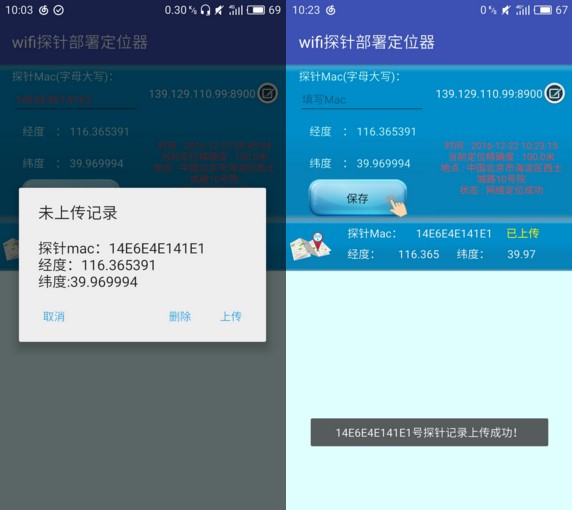 10:03
0.30 K/s
4G
69
wifi探针部署定位器
探针Mac(字母大写):
139.129.110.99:8900
经度 : 116.365391
纬度 : 39.969994
未上传记录
探针mac: 14E6E4E141E1
经度: 116.365391
纬度:39.969994
取消
删除
上传
10:23
0 K/s
4G
67
wifi探针部署定位器
探针Mac(字母大写):
填写Mac
139.129.110.99:8900
经度 : 116.365391
纬度 : 39.969994
时间 : 2016-12-22 10:23:13
当前定位精确度 : 100.0米
地点 : 中国北京市海淀区西土
城路10号院
状态 : 网络定位成功
保存
探针Mac: 14E6E4E141E1 已上传
经度: 116.365 纬度: 39.97
14E6E4E141E1号探针记录上传成功!